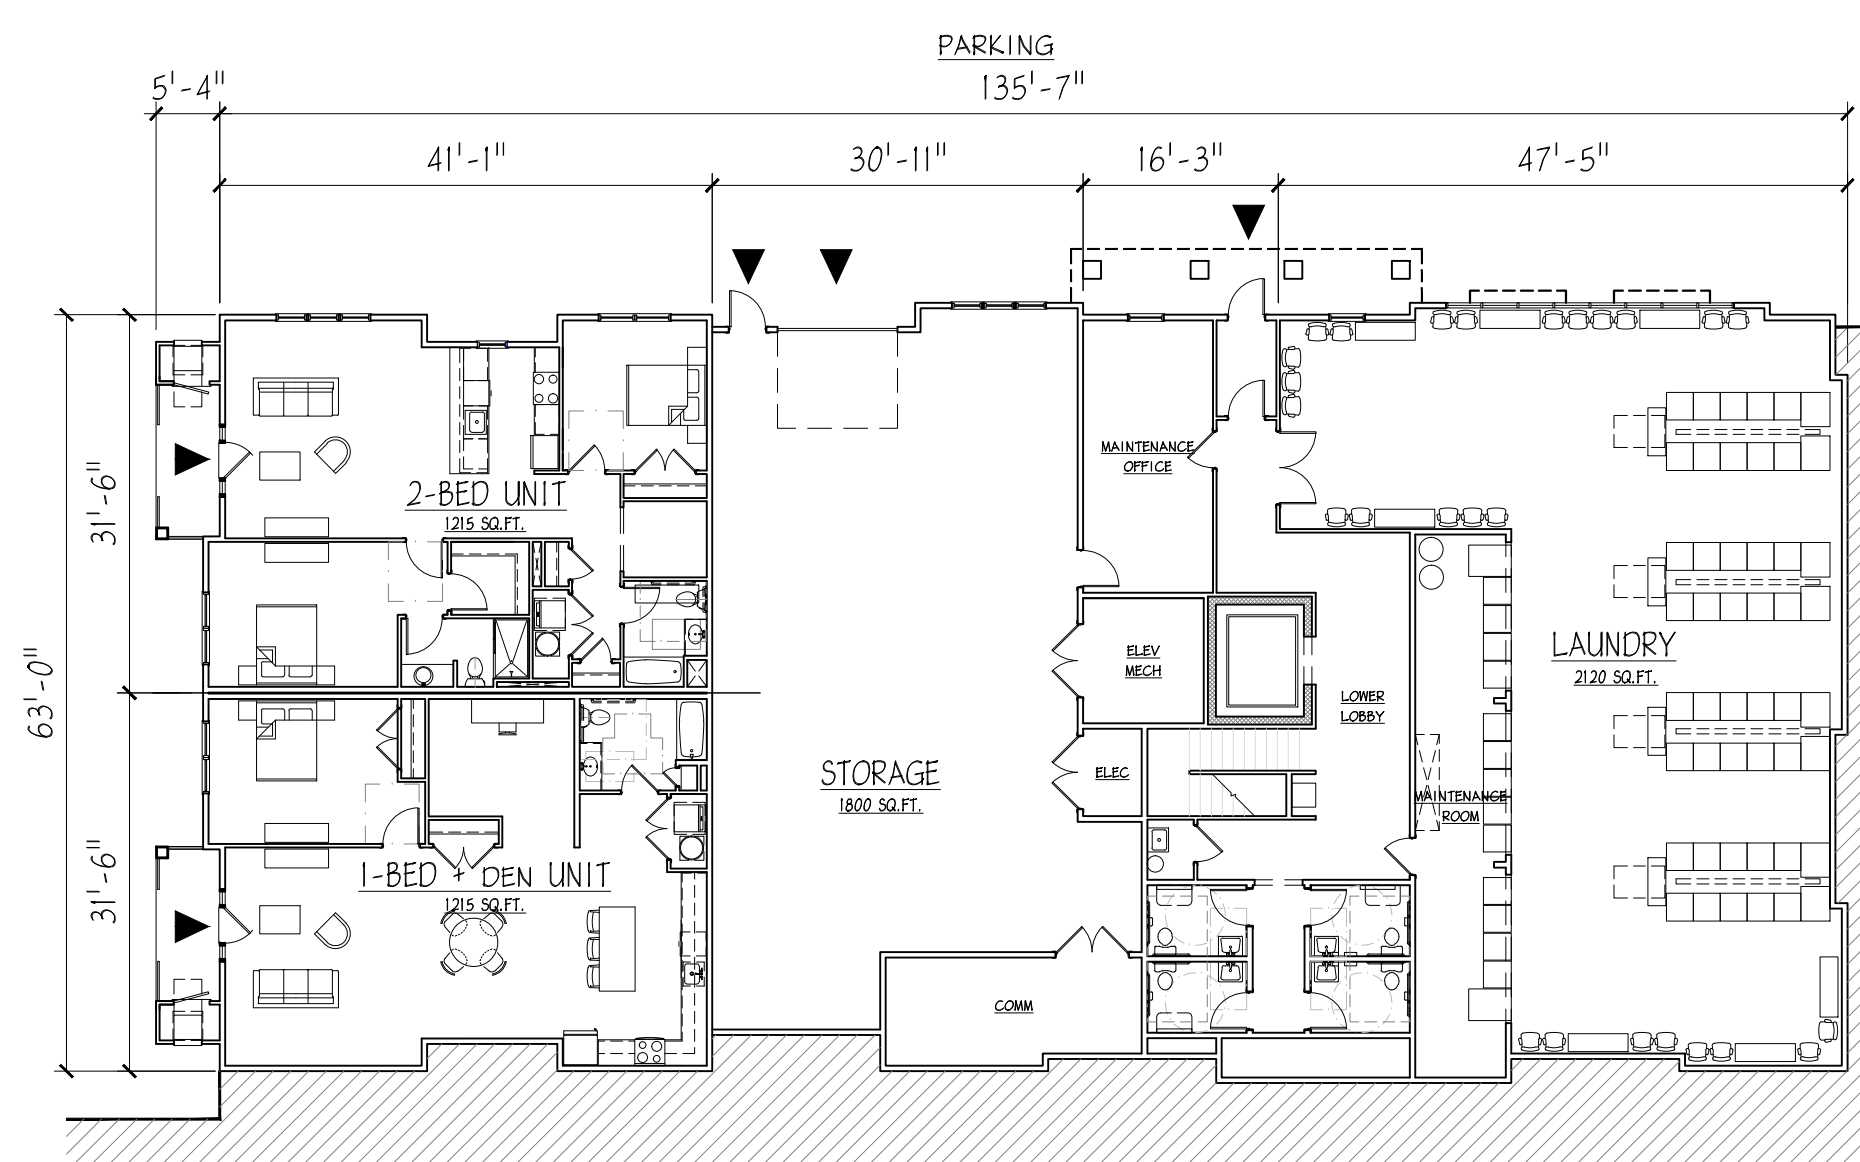 PARKING
5'-4"
135'-7"
41'-1"
30'-11"
16'-3"
47'-5"
63'-0"
31'-6"
31'-6"
2-BED UNIT
1215 SQ.FT.
1-BED + DEN UNIT
1215 SQ.FT.
STORAGE
1800 SQ.FT.
MAINTENANCE
OFFICE
ELEV
MECH
ELEC
COMM
LOWER
LOBBY
MAINTENANCE
ROOM
LAUNDRY
2120 SQ.FT.